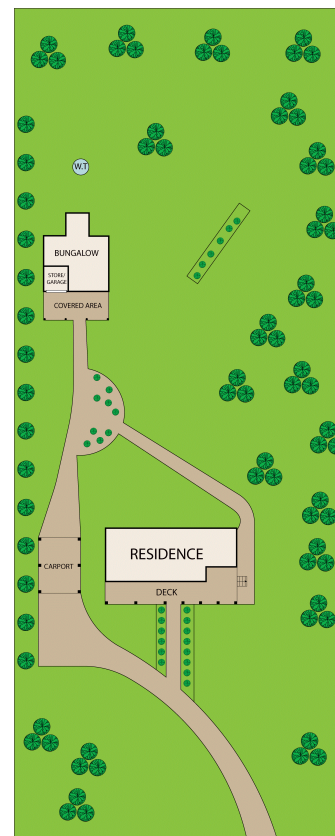 W.T
BUNGALOW
STORE/
GARAGE
COVERED AREA
CARPORT
RESIDENCE
DECK